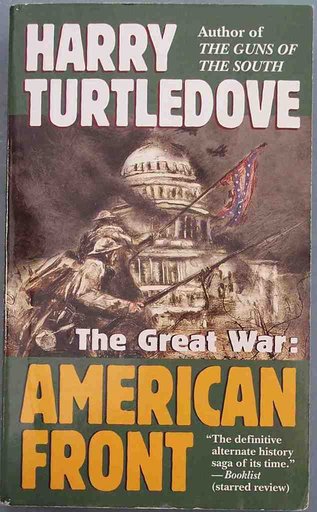 HARRY
TURTLEDOVE
Author of
THE GUNS OF
THE SOUTH
The Great War:
AMERICAN
FRONT
"The definitive
alternate history
saga of its time."
—Booklist
(starred review)